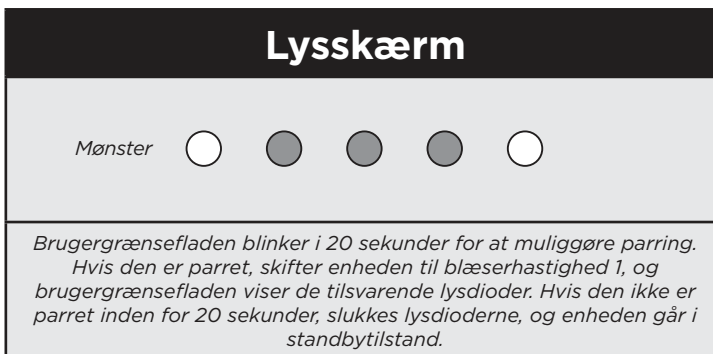 Lysskærm
Mønster
Brugergrænsefladen blinker i 20 sekunder for at muliggøre parring.
Hvis den er parret, skifter enheden til blæserhastighed 1, og
brugergrænsefladen viser de tilsvarende lysdioder. Hvis den ikke er
parret inden for 20 sekunder, slukkes lysdioderne, og enheden går i
standbytilstand.